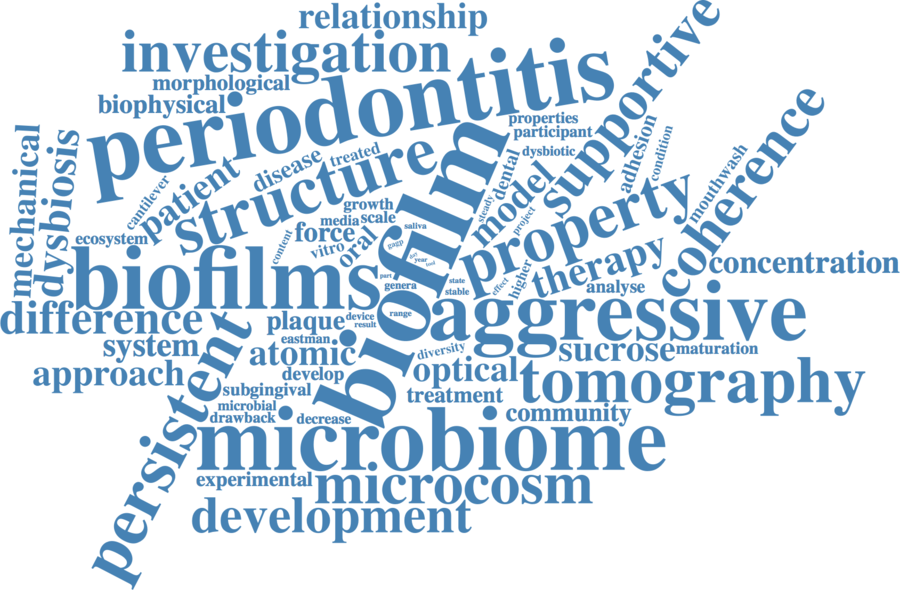 relationship
investigation
morphological
biophysical
periodontitis
supportive
properties
participant
mechanical
dysbiosis
cantilever
patient
disease
treated
structure
biofilm
dental
dysbiotic
model
adhesion
condition
mouthwash
coherence
ecosystem
content
force
growth
media
scale
vitro
oral
saliva
gagp
day
year
tool
steady
project
property
biofilms
part
genera
state
stable
effect
higher
therapy
analyse
concentration
difference
persistent
plaque
device
result
range
aggressive
system
eastman
atomic
diversity
sucrose
maturation
approach
develop
optical
tomography
subgingival
treatment
microbial
drawback
decrease
community
microbiome
experimental
microcosm
development